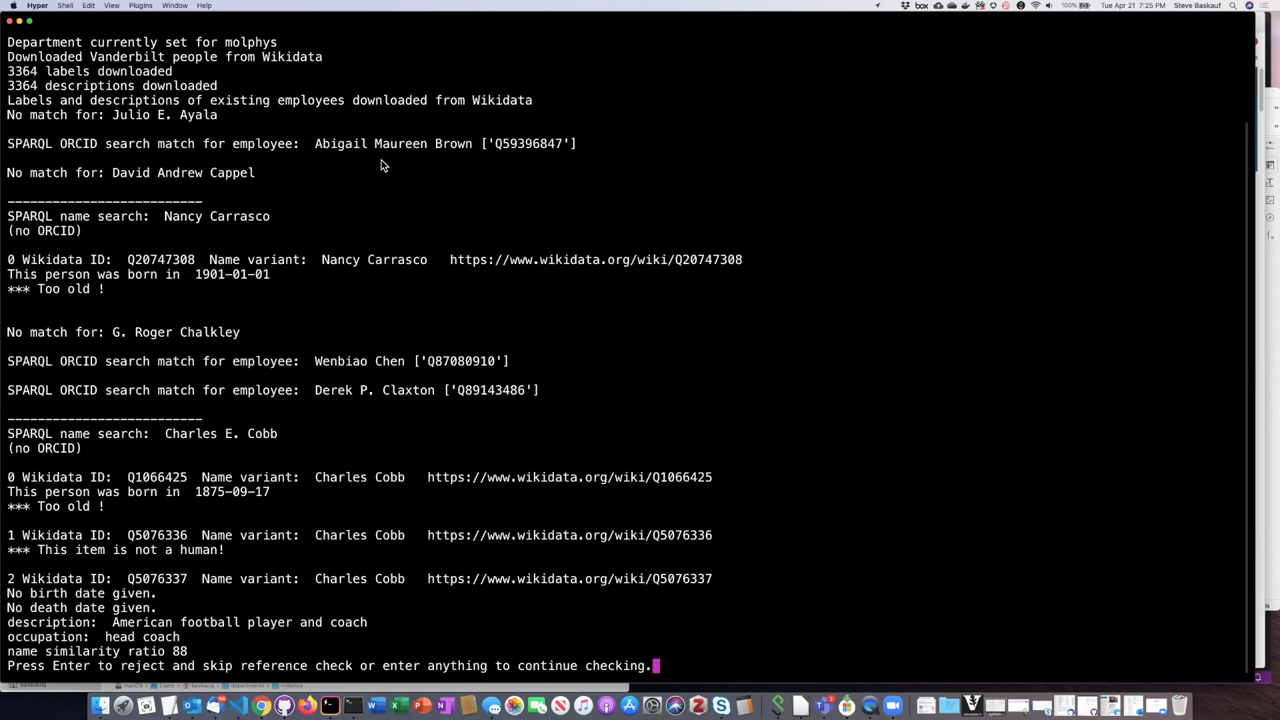 Hyper Shell Edit View Plugins Window Help
100% Tue Apr 21 7:25 PM Steve Baskauf
Department currently set for molphys
Downloaded Vanderbilt people from Wikidata
3364 labels downloaded
3364 descriptions downloaded
Labels and descriptions of existing employees downloaded from Wikidata
No match for: Julio E. Ayala
SPARQL ORCID search match for employee: Abigail Maureen Brown ['Q59396847']
No match for: David Andrew Cappel
--------------------------
SPARQL name search: Nancy Carrasco
(no ORCID)
0 Wikidata ID: Q20747308 Name variant: Nancy Carrasco https://www.wikidata.org/wiki/Q20747308
This person was born in 1901-01-01
*** Too old !
No match for: G. Roger Chalkley
SPARQL ORCID search match for employee: Wenbiao Chen ['Q87080910']
SPARQL ORCID search match for employee: Derek P. Claxton ['Q89143486']
--------------------------
SPARQL name search: Charles E. Cobb
(no ORCID)
0 Wikidata ID: Q1066425 Name variant: Charles Cobb https://www.wikidata.org/wiki/Q1066425
This person was born in 1875-09-17
*** Too old !
1 Wikidata ID: Q5076336 Name variant: Charles Cobb https://www.wikidata.org/wiki/Q5076336
*** This item is not a human!
2 Wikidata ID: Q5076337 Name variant: Charles Cobb https://www.wikidata.org/wiki/Q5076337
No birth date given.
No death date given.
description: American football player and coach
occupation: head coach
name similarity ratio 88
Press Enter to reject and skip reference check or enter anything to continue checking.